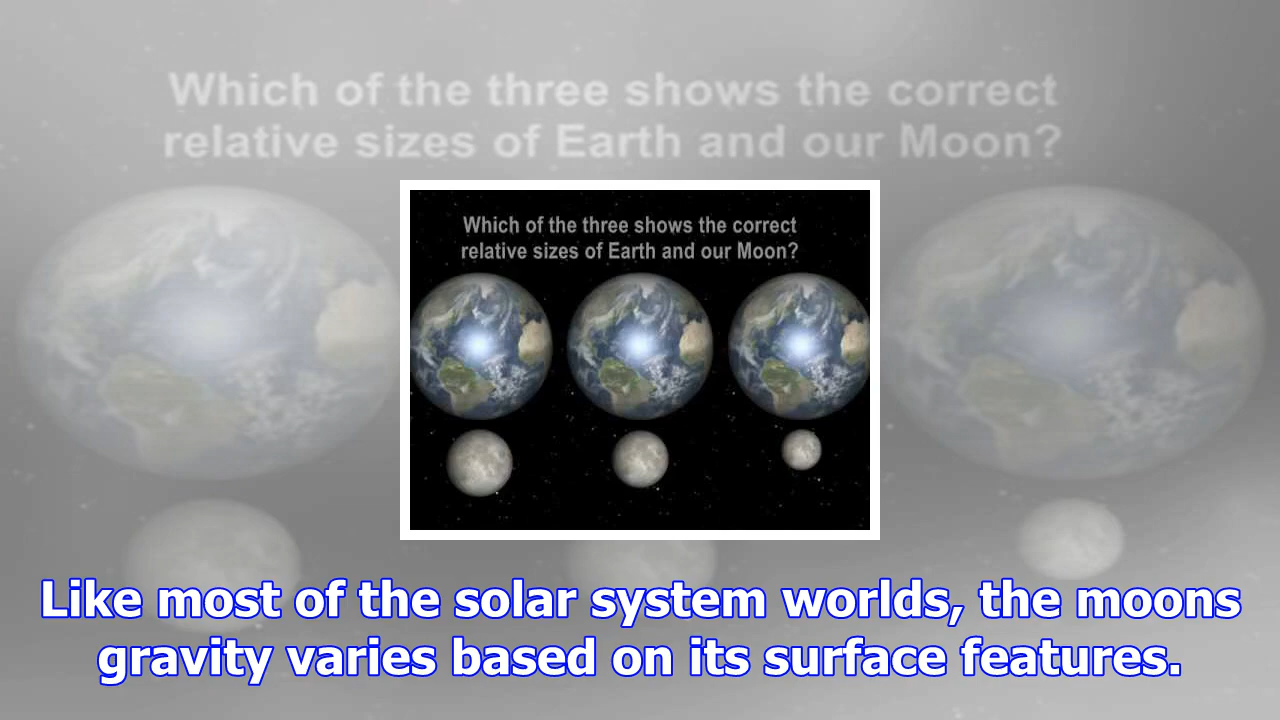 Which of the three shows the correct
relative sizes of Earth and our Moon?
Which of the three shows the correct
relative sizes of Earth and our Moon?
Like most of the solar system worlds, the moons
gravity varies based on its surface features.